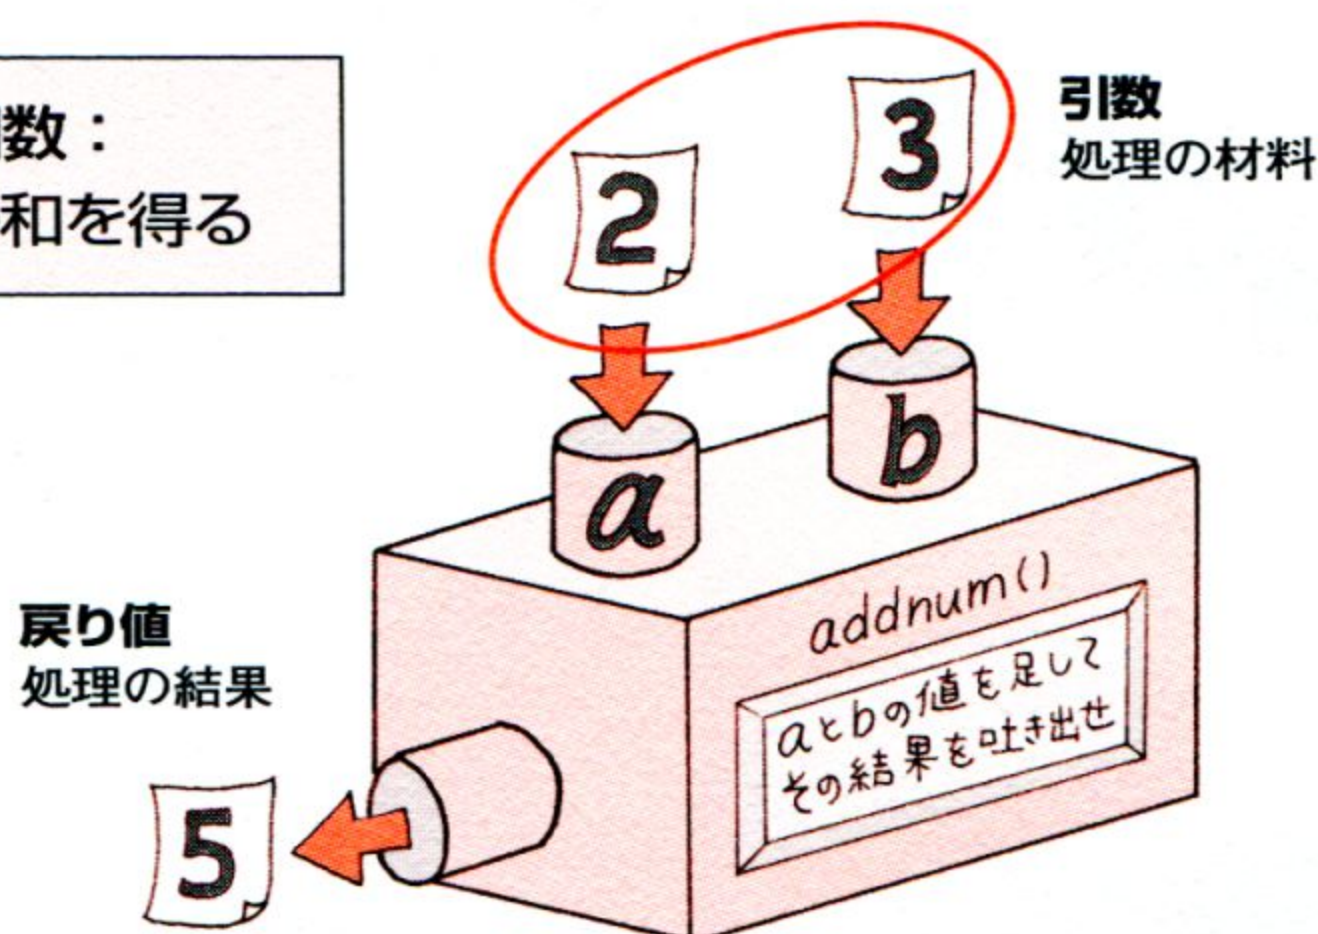 数：
和を得る
2
3
引数
処理の材料
a
b
addnum()
aとbの値を足して
その結果を吐き出せ
戻り値
処理の結果
5